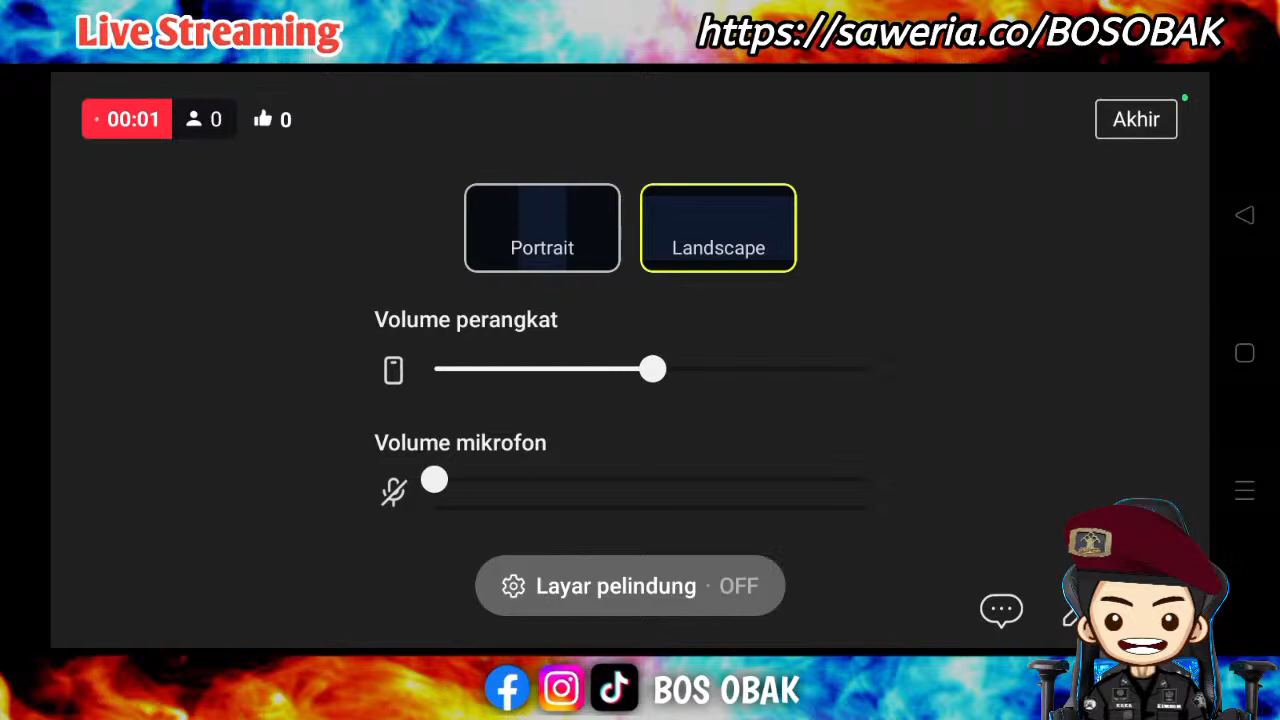 Live Streaming
https://saweria.co/BOSOBAK
00:01
0
0
Akhir
Portrait
Landscape
Volume perangkat
Volume mikrofon
Layar pelindung · OFF
BOS OBAK